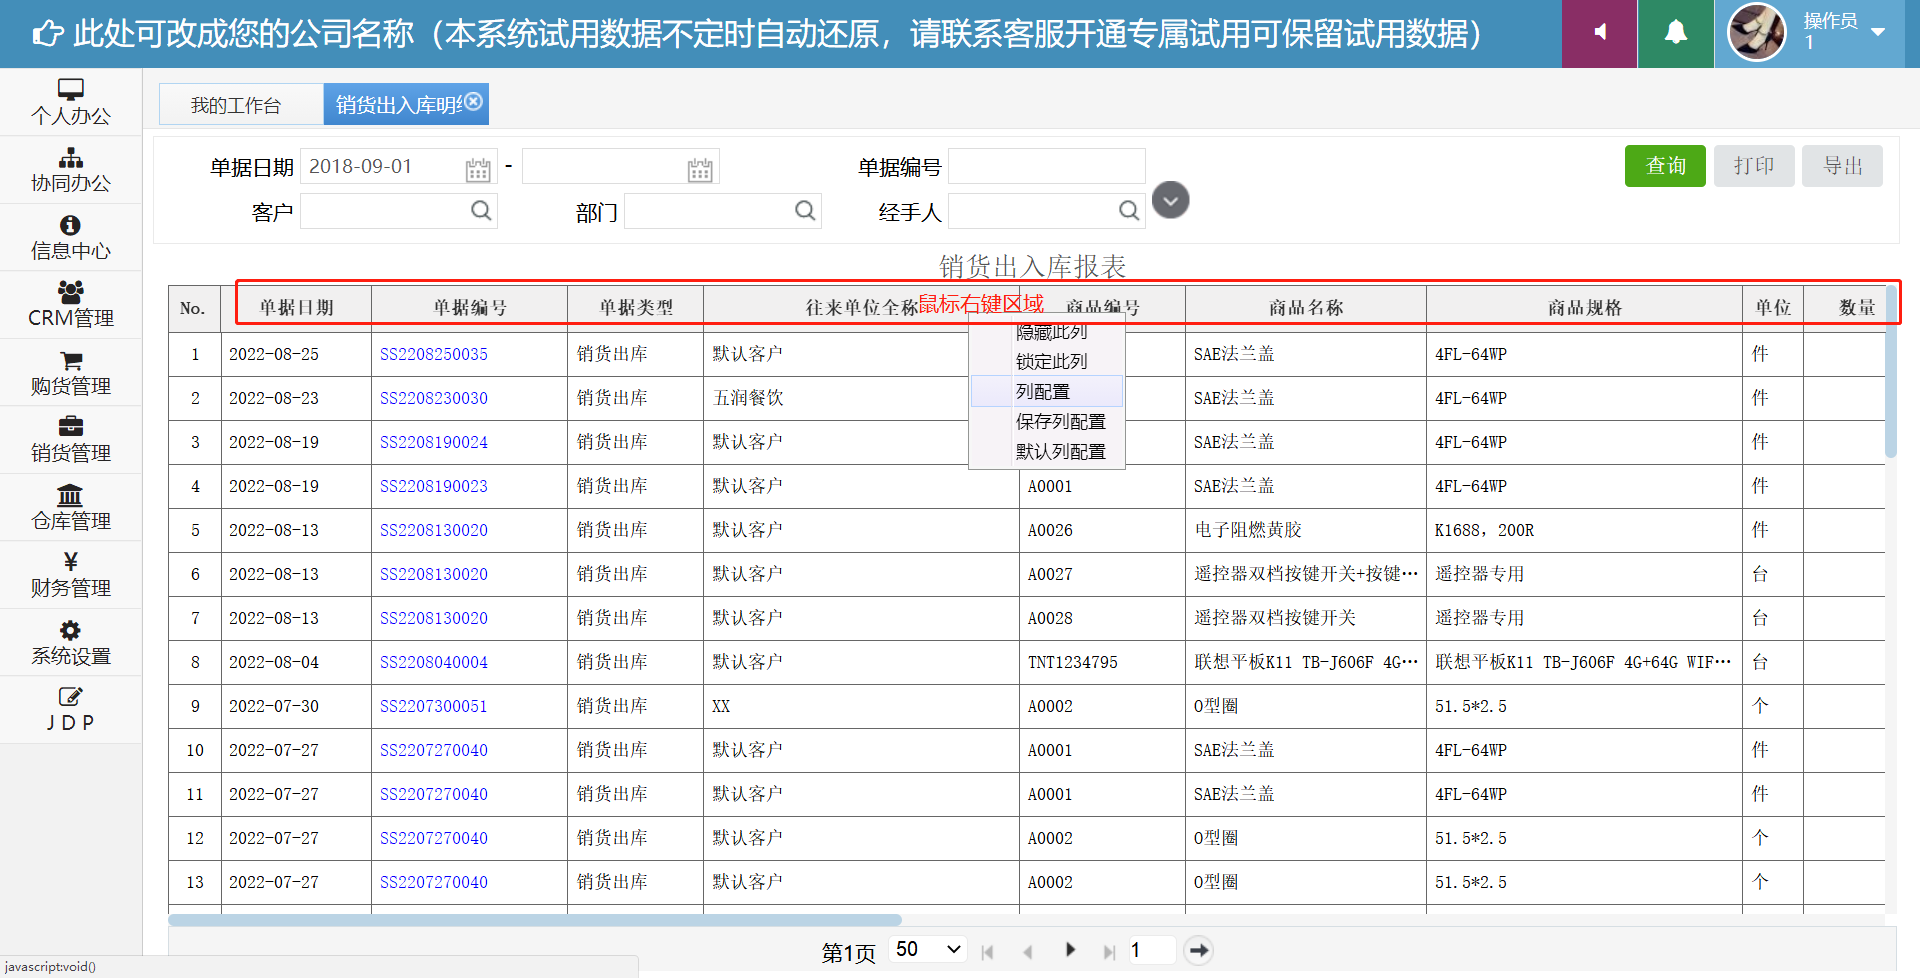 此处可改成您的公司名称（本系统试用数据不定时自动还原，请联系客服开通专属试用可保留试用数据）
操作员
1
个人办公
协同办公
信息中心
CRM管理
购货管理
销货管理
仓库管理
财务管理
系统设置
J D P
我的工作台 销货出入库明
单据日期 2018-09-01 - 单据编号 查询 打印 导出
客户 部门 经手人
销货出入库报表
No. 单据日期 单据编号 单据类型 往来单位全称 鼠标右键区域 商品编号 商品名称 商品规格 单位 数量
隐藏此列
锁定此列
列配置
保存列配置
默认列配置
1 2022-08-25 SS2208250035 销货出库 默认客户 SAE法兰盖 4FL-64WP 件
2 2022-08-23 SS2208230030 销货出库 五润餐饮 SAE法兰盖 4FL-64WP 件
3 2022-08-19 SS2208190024 销货出库 默认客户 SAE法兰盖 4FL-64WP 件
4 2022-08-19 SS2208190023 销货出库 默认客户 A0001 SAE法兰盖 4FL-64WP 件
5 2022-08-13 SS2208130020 销货出库 默认客户 A0026 电子阻燃黄胶 K1688，200R 件
6 2022-08-13 SS2208130020 销货出库 默认客户 A0027 遥控器双档按键开关+按键… 遥控器专用 台
7 2022-08-13 SS2208130020 销货出库 默认客户 A0028 遥控器双档按键开关 遥控器专用 台
8 2022-08-04 SS2208040004 销货出库 默认客户 TNT1234795 联想平板K11 TB-J606F 4G… 联想平板K11 TB-J606F 4G+64G WIF… 台
9 2022-07-30 SS2207300051 销货出库 XX A0002 O型圈 51.5*2.5 个
10 2022-07-27 SS2207270040 销货出库 默认客户 A0001 SAE法兰盖 4FL-64WP 件
11 2022-07-27 SS2207270040 销货出库 默认客户 A0001 SAE法兰盖 4FL-64WP 件
12 2022-07-27 SS2207270040 销货出库 默认客户 A0002 O型圈 51.5*2.5 个
13 2022-07-27 SS2207270040 销货出库 默认客户 A0002 O型圈 51.5*2.5 个
第1页 50 1
javascript:void()